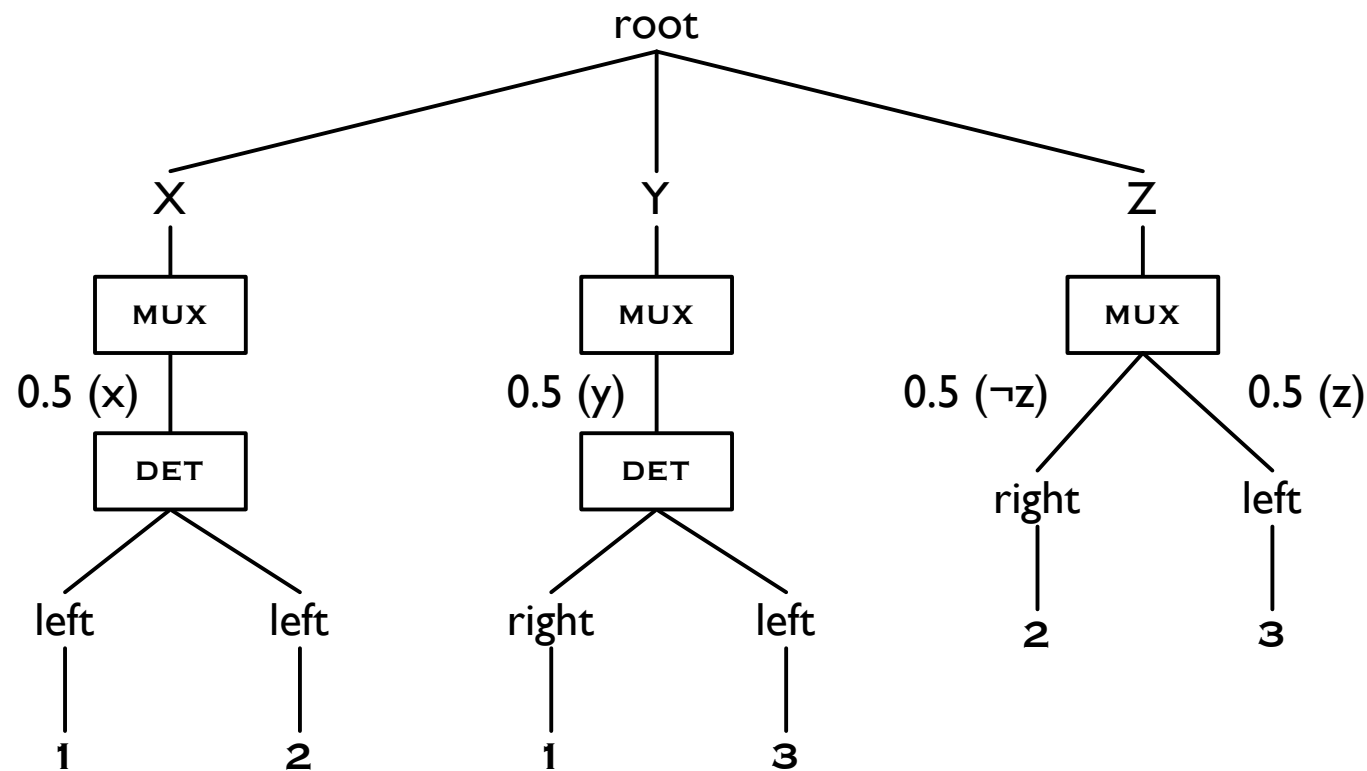 root
X Y Z
MUX MUX MUX
0.5 (x) 0.5 (y) 0.5 (¬z) 0.5 (z)
DET DET
right left
left left right left
2 3
1 2 1 3